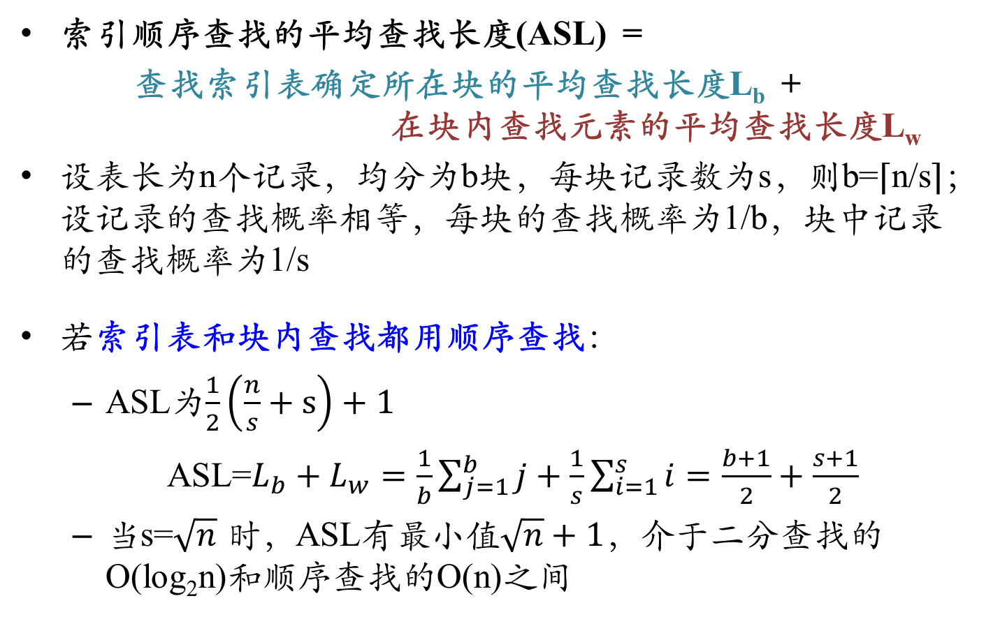 • 索引顺序查找的平均查找长度(ASL) =
查找索引表确定所在块的平均查找长度L_b +
在块内查找元素的平均查找长度L_w
• 设表长为n个记录，均分为b块，每块记录数为s，则b=⌈n/s⌉；
设记录的查找概率相等，每块的查找概率为1/b，块中记录
的查找概率为1/s
• 若索引表和块内查找都用顺序查找:
– ASL为\frac{1}{2}\left(\frac{n}{s}+s\right)+1
ASL=L_b + L_w = \frac{1}{b}\sum_{j=1}^{b} j + \frac{1}{s}\sum_{i=1}^{s} i = \frac{b+1}{2} + \frac{s+1}{2}
– 当s=√n 时，ASL有最小值√n + 1，介于二分查找的
O(log₂n)和顺序查找的O(n)之间